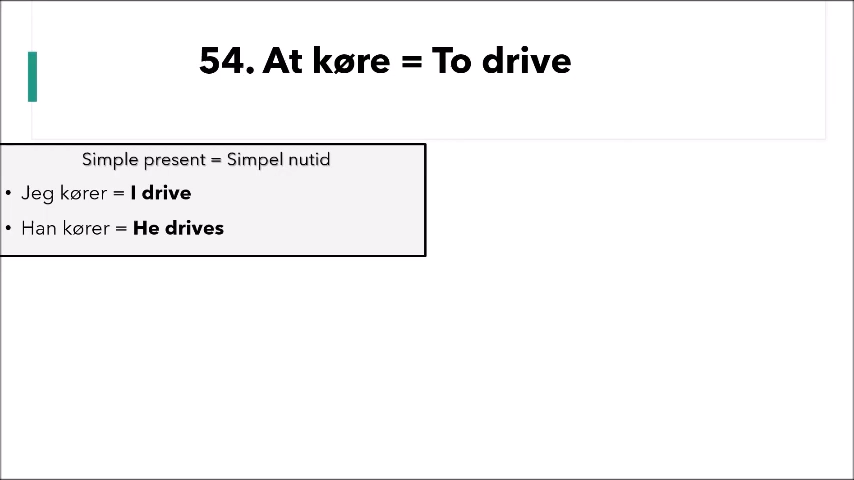 54. At køre = To drive
Simple present = Simpel nutid
• Jeg kører = I drive
• Han kører = He drives